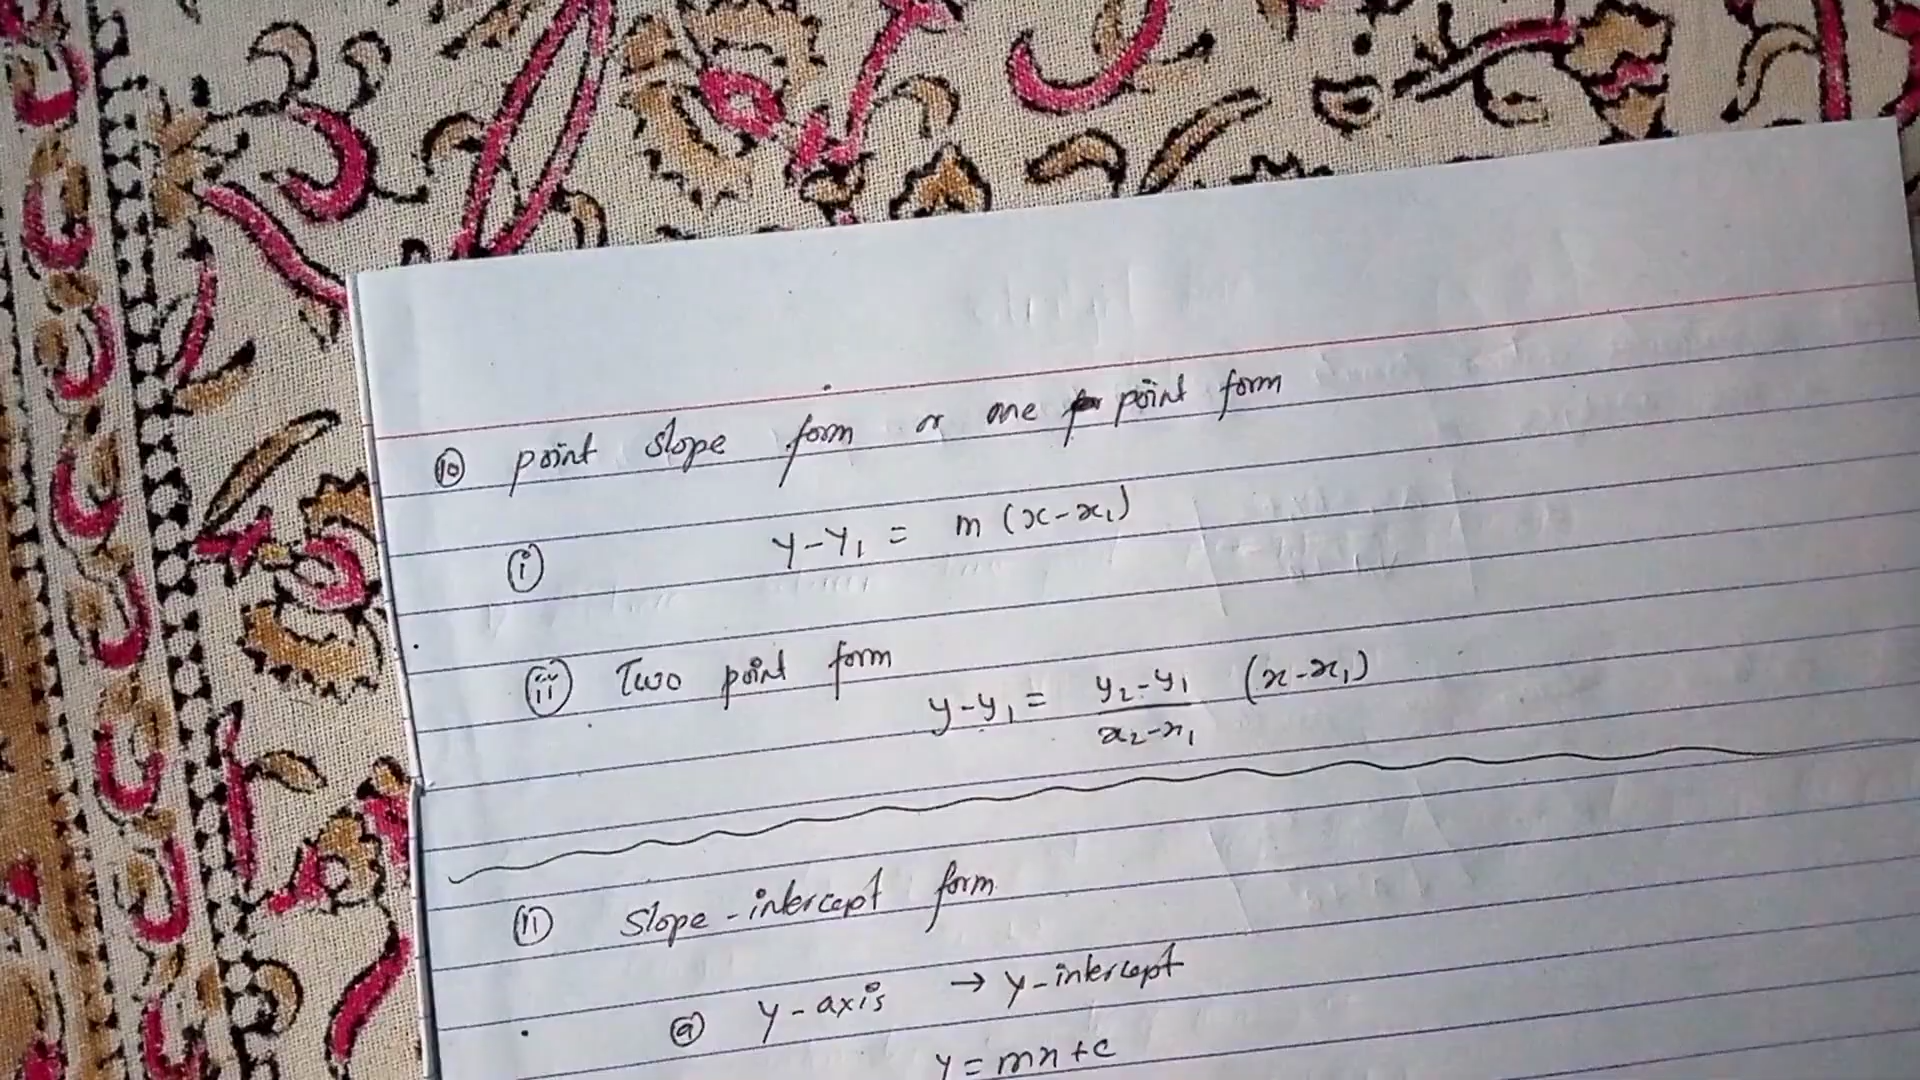 ⑩ point slope form or one point form
ⓘ y-y₁ = m (x-x₁)
(ii) Two point form
y-y₁ = y₂-y₁/x₂-x₁ (x-x₁)
⑪ Slope-intercept form
ⓐ y-axis → y-intercept
y = mx+c